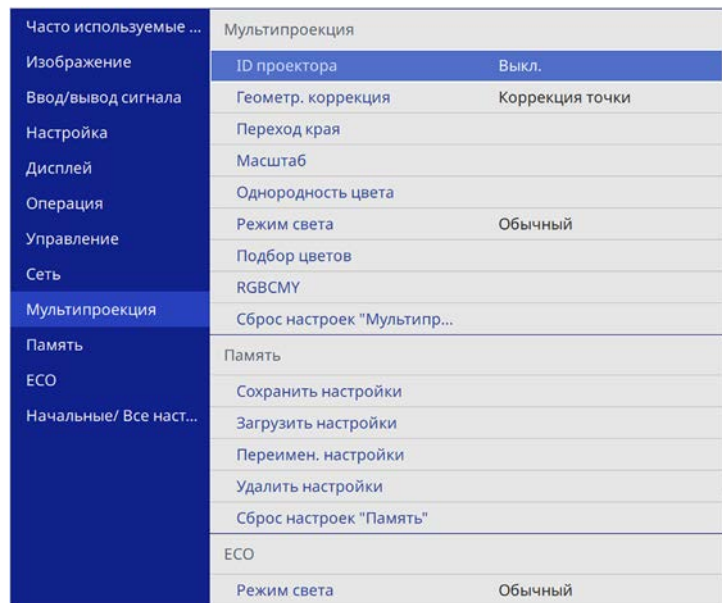 Часто используемые ...
Изображение
Ввод/вывод сигнала
Настройка
Дисплей
Операция
Управление
Сеть
Мультипроекция
Память
ECO
Начальные/ Все наст...
Мультипроекция
ID проектора Выкл.
Геометр. коррекция Коррекция точки
Переход края
Масштаб
Однородность цвета
Режим света Обычный
Подбор цветов
RGBCMY
Сброс настроек "Мультипр...
Память
Сохранить настройки
Загрузить настройки
Переимен. настройки
Удалить настройки
Сброс настроек "Память"
ECO
Режим света Обычный